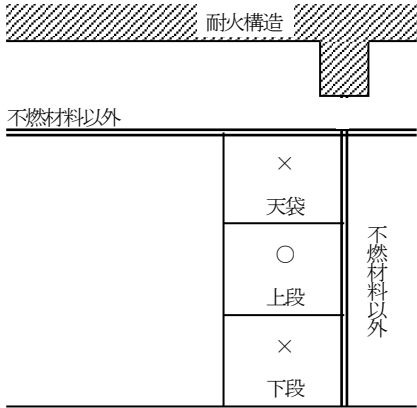 耐火構造
不燃材料以外
×
天袋
○
上段
×
下段
不燃材料以外